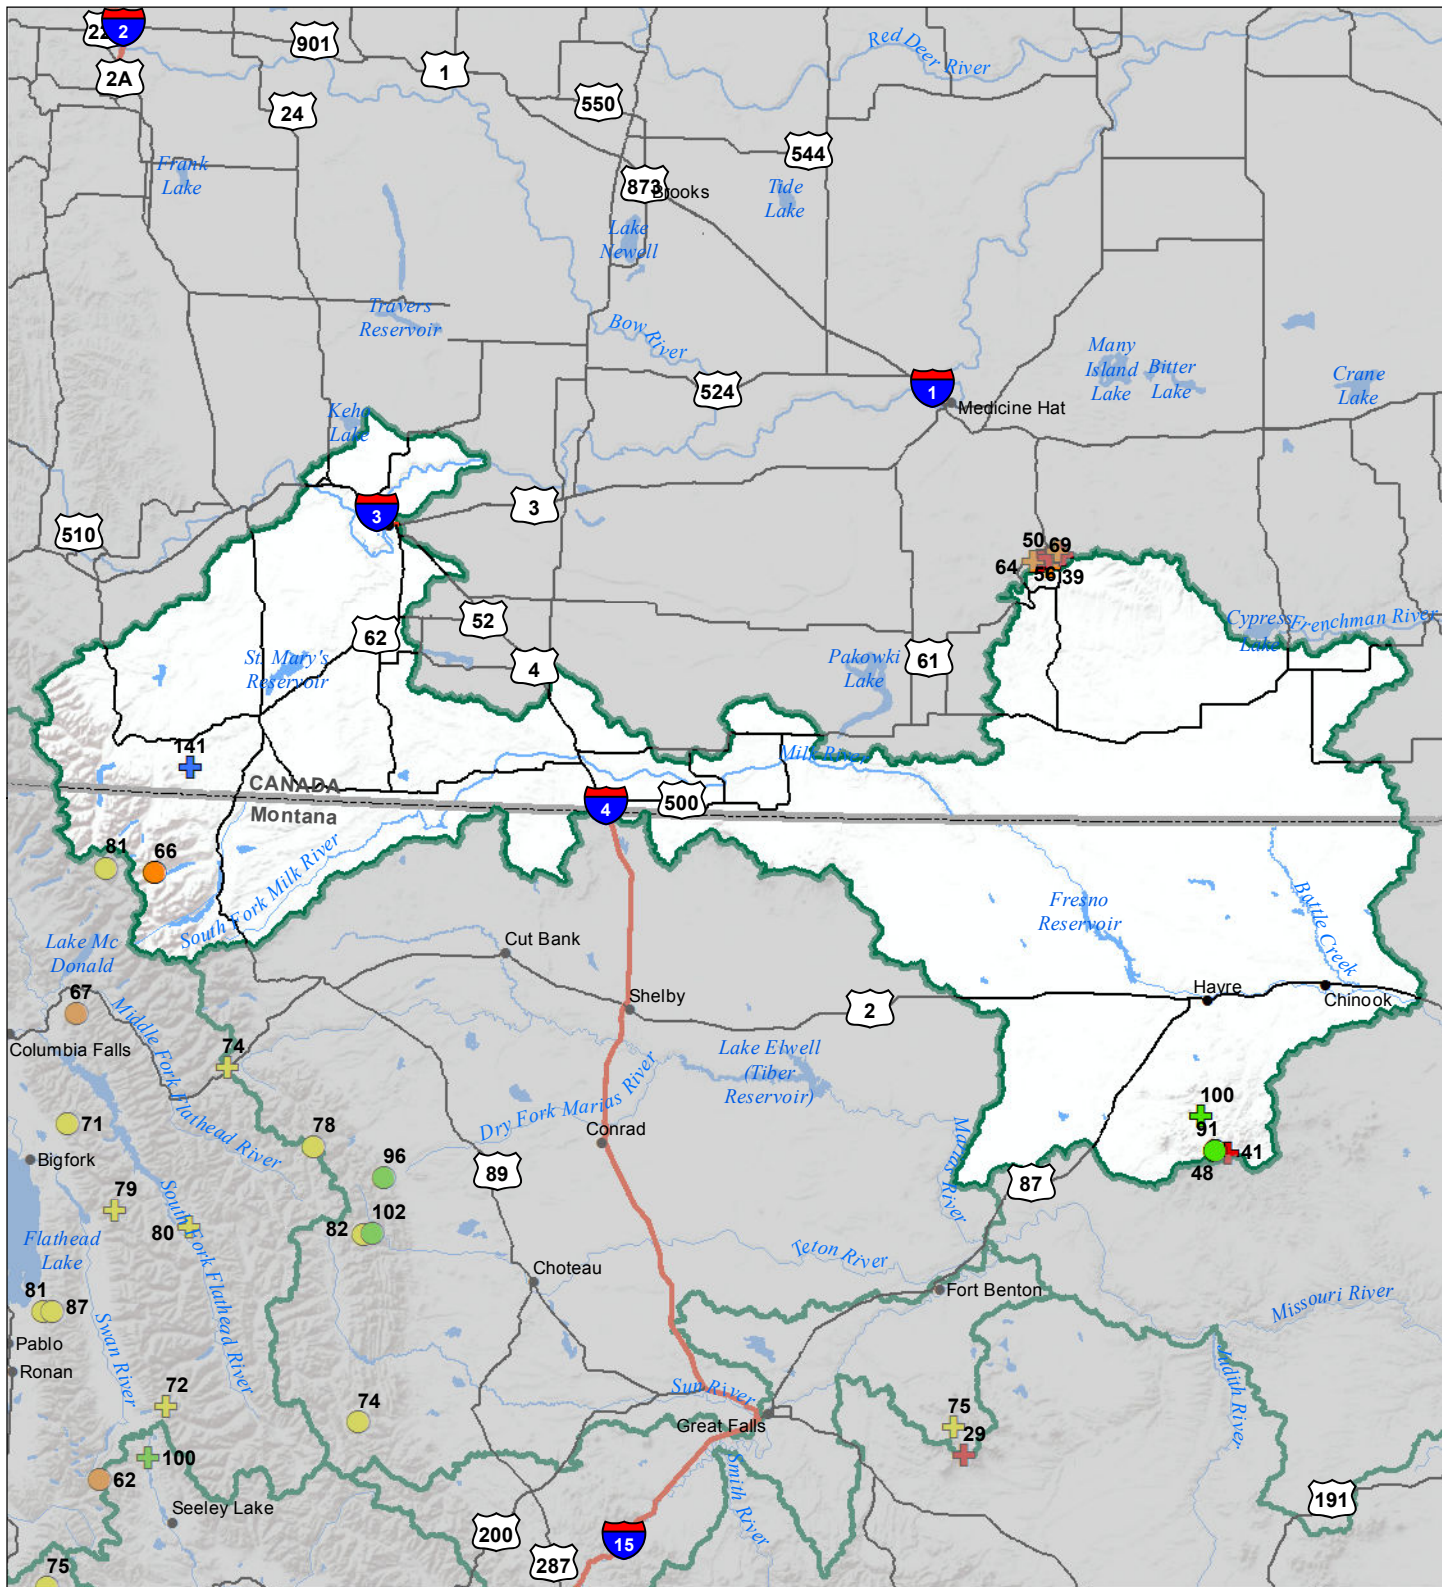 22
2
901
2A
1
Red Deer
River
24
550
544
Frank
Lake
873
Brooks
Tide
Lake
Lake
Newell
Travers
Reservoir
Bow River
Many
Island
Lake
Bitter
Lake
Crane
Lake
524
1
Medicine Hat
Keho
Lake
3
3
510
50
69
64
56
39
52
62
4
St. Mary's
Reservoir
Pakowki
Lake
61
Cypress
Lake
Frenchman River
141
Milk River
CANADA
Montana
4
500
81
66
South Fork Milk River
Fresno
Reservoir
Battle Creek
Lake Mc
Donald
Cut Bank
67
Shelby
2
Havre
Chinook
Columbia Falls
Middle Fork Flathead River
74
Lake Elwell
(Tiber
Reservoir)
Dry Fork Marias River
Marias River
100
71
78
Conrad
91
41
48
Bigfork
96
89
87
79
80
South Fork Flathead River
82
102
Flathead
Lake
Teton River
Choteau
Fort Benton
81
87
Swan River
Missouri River
Pablo
Ronan
Judith River
72
Sun River
74
Great Falls
75
29
100
62
Smith River
Seeley Lake
191
200
15
287
75